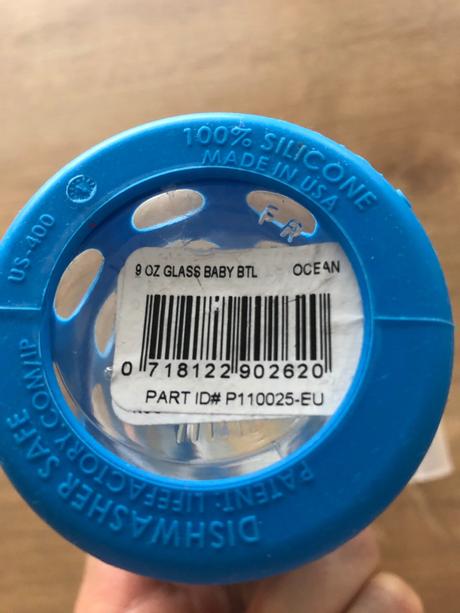 100% SILICONE
MADE IN USA
US-400
F-A
9 OZ GLASS BABY BTL OCEAN
0 718122 902620
PART ID# P110025-EU
DISHWASHER SAFE
PATENT: LIFEFACTORY.COM/IP